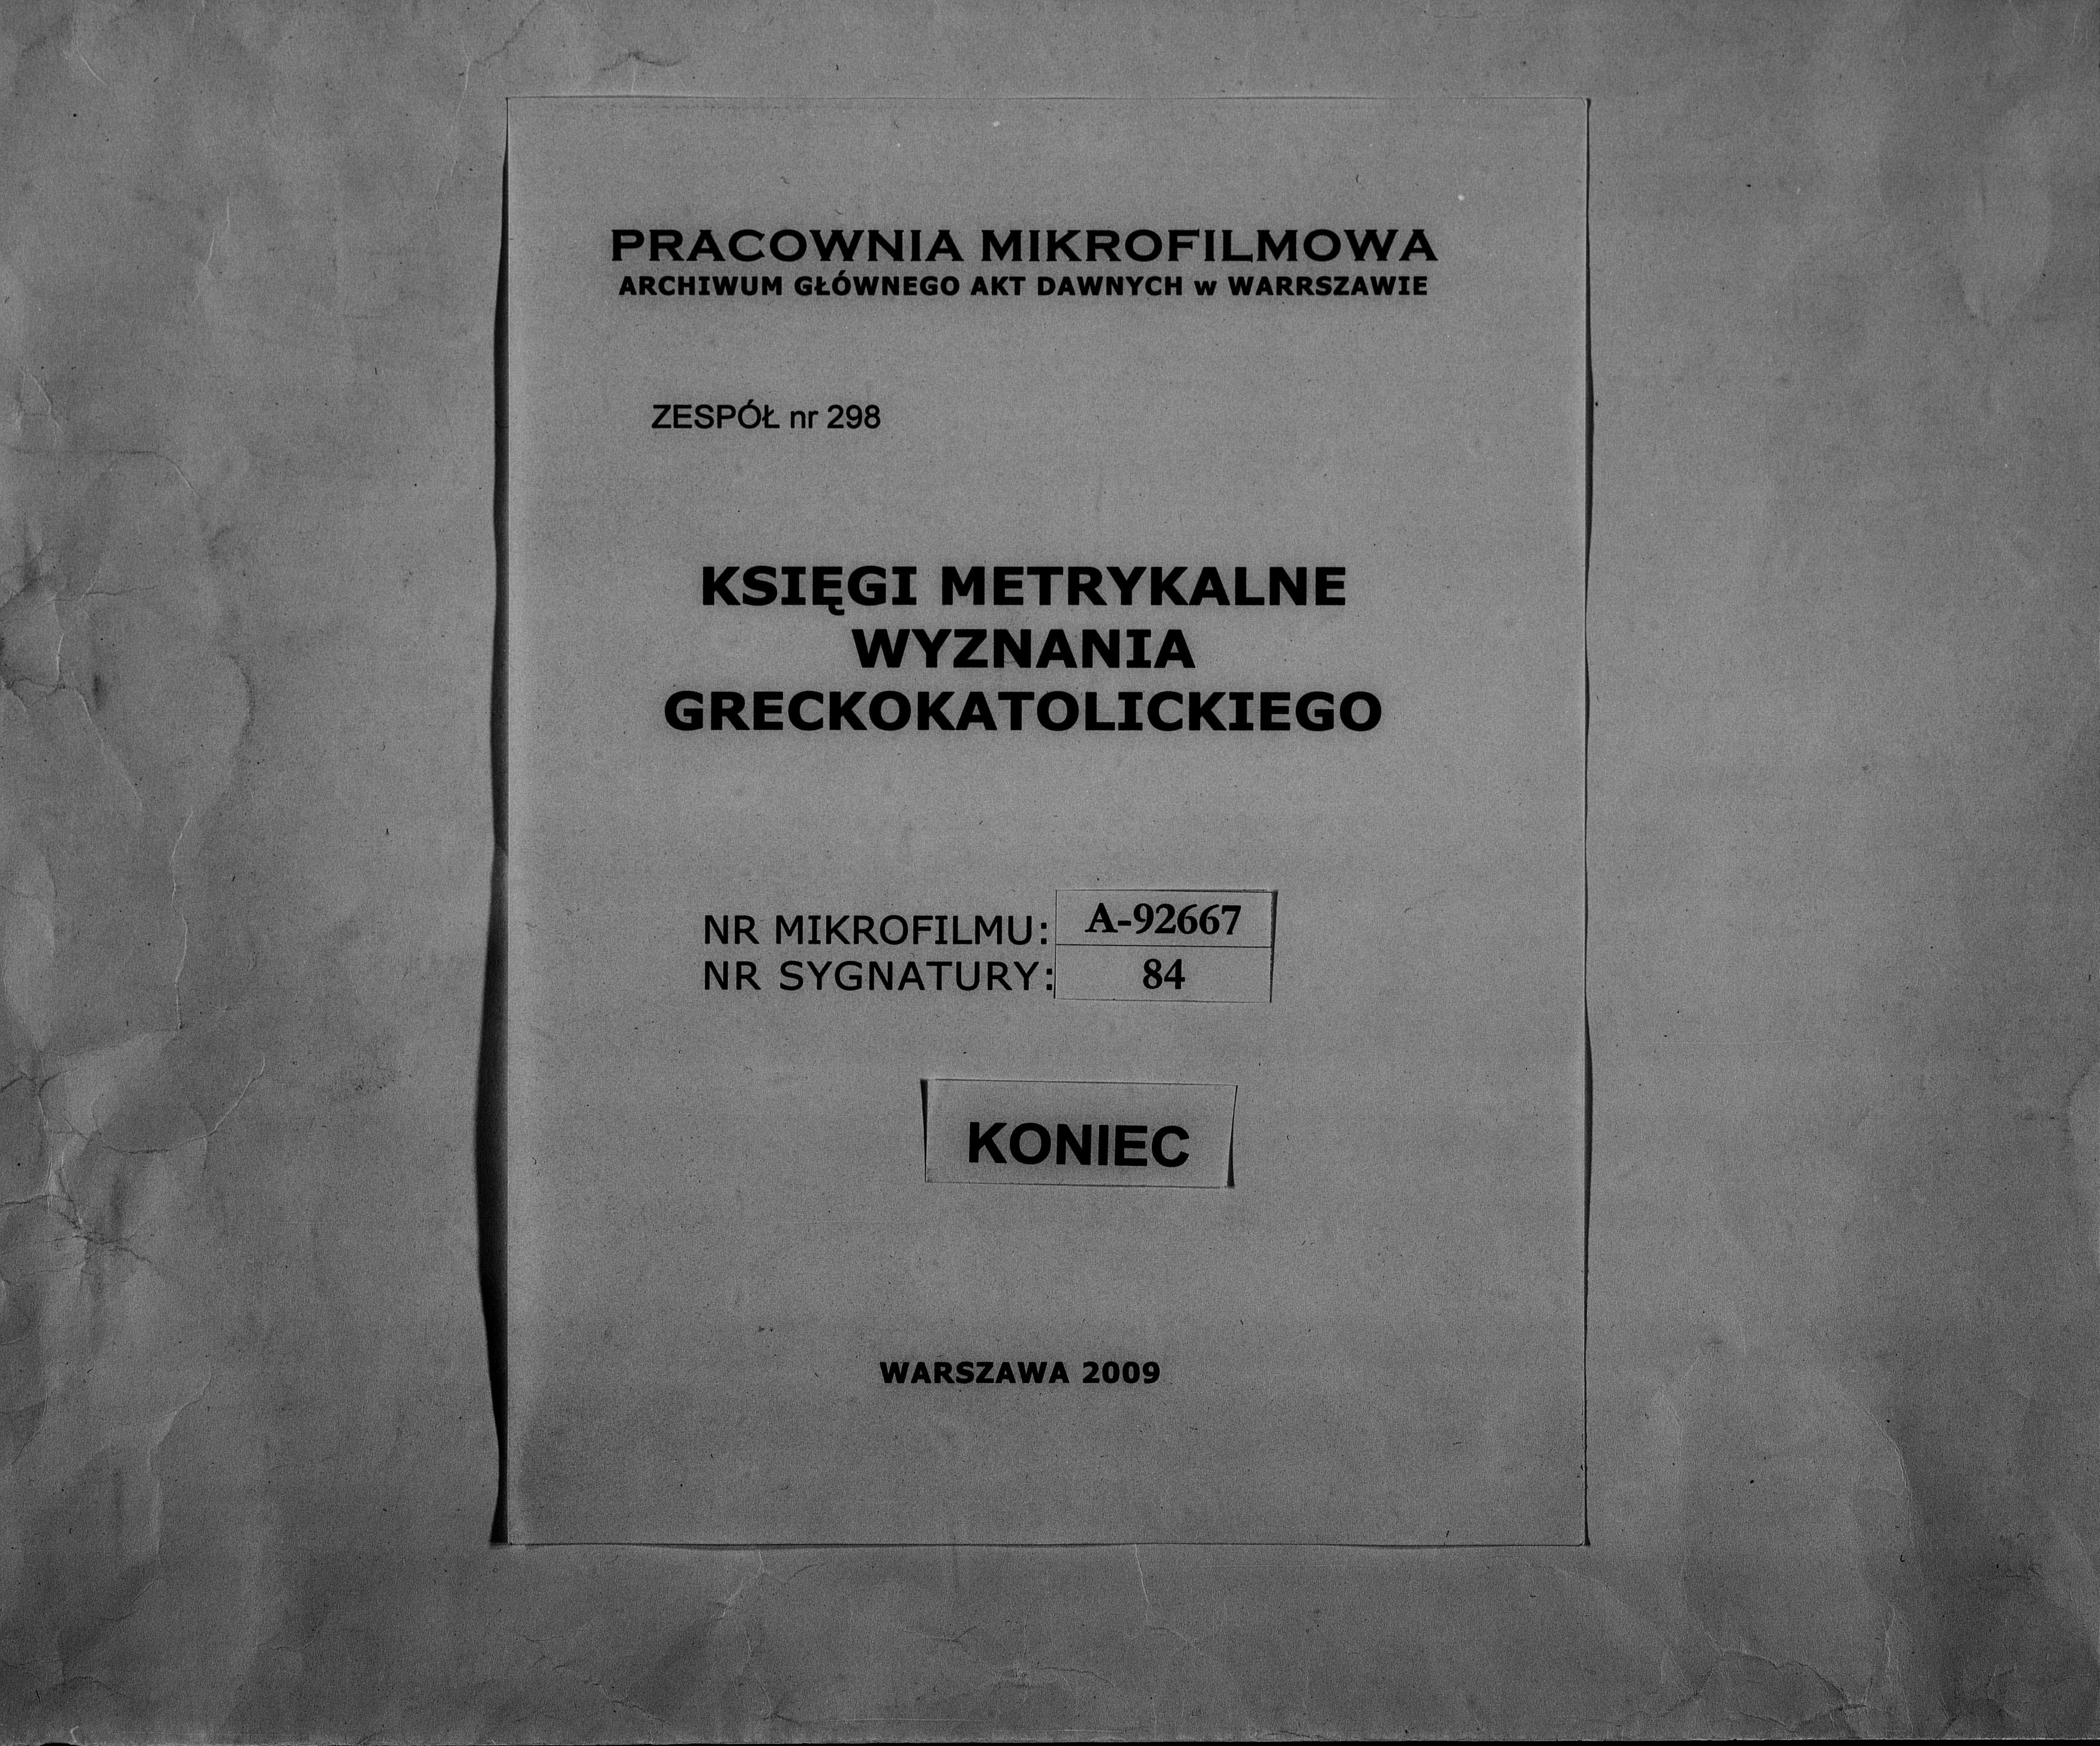 PRACOWNIA MIKROFILMOWA
ARCHIWUM GŁÓWNEGO AKT DAWNYCH w WARRSZAWIE
ZESPÓŁ nr 298
KSIĘGI METRYKALNE
WYZNANIA
GRECKOKATOLICKIEGO
NR MIKROFILMU: A-92667
NR SYGNATURY: 84
KONIEC
WARSZAWA 2009